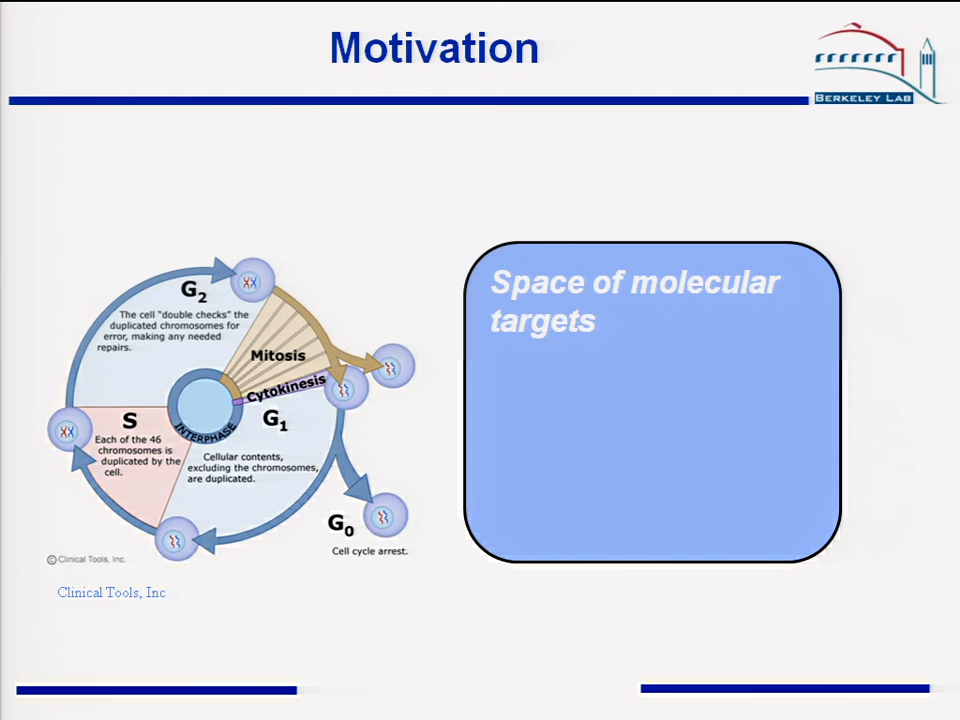 Motivation
BERKELEY LAB
Space of molecular
targets
G2
The cell "double checks" the
duplicated chromosomes for
error, making any needed
repairs.
Mitosis
Cytokinesis
INTERPHASE
S
Each of the 46
chromosomes is
duplicated by the
cell.
G1
Cellular contents,
excluding the chromosomes,
are duplicated.
G0
Cell cycle arrest.
© Clinical Tools, Inc.
Clinical Tools, Inc